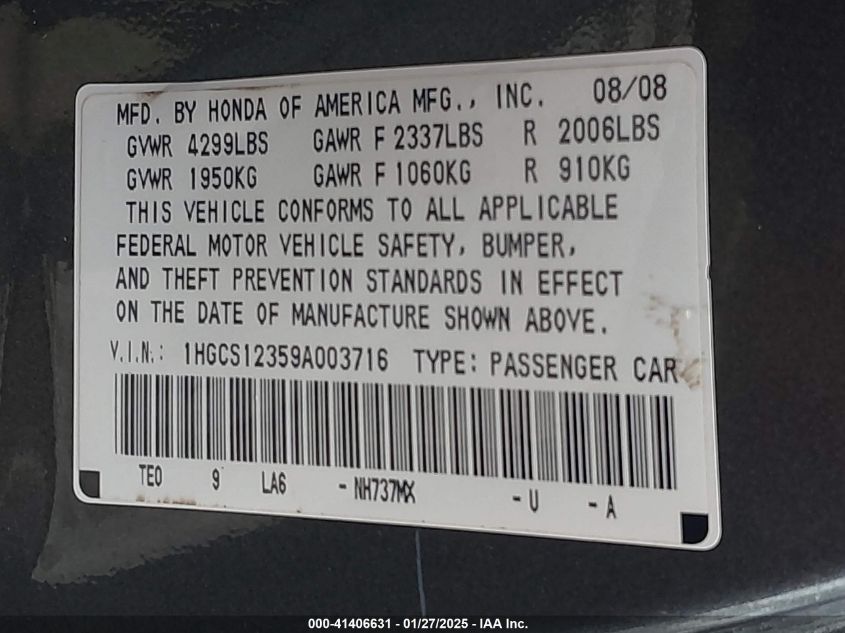 MFD. BY HONDA OF AMERICA MFG., INC. 08/08
GVWR 4299LBS GAWR F 2337LBS R 2006LBS
GVWR 1950KG GAWR F 1060KG R 910KG
THIS VEHICLE CONFORMS TO ALL APPLICABLE
FEDERAL MOTOR VEHICLE SAFETY, BUMPER,
AND THEFT PREVENTION STANDARDS IN EFFECT
ON THE DATE OF MANUFACTURE SHOWN ABOVE.
V.I.N.: 1HGCS12359A003716 TYPE: PASSENGER CAR
TE0 9 LA6 - NH737MX - U - A
000-41406631 - 01/27/2025 - IAA Inc.